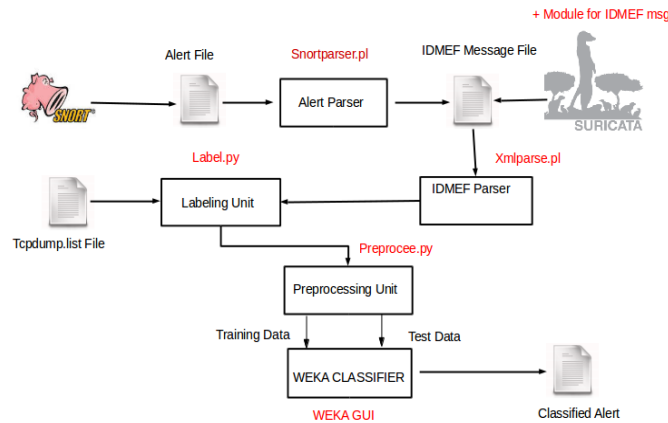 + Module for IDMEF msg
Alert File
Snortparser.pl
IDMEF Message File
Alert Parser
SNORT
SURICATA
Label.py
Xmlparse.pl
IDMEF Parser
Labeling Unit
Tcpdump.list File
Preprocee.py
Preprocessing Unit
Training Data
Test Data
WEKA CLASSIFIER
WEKA GUI
Classified Alert